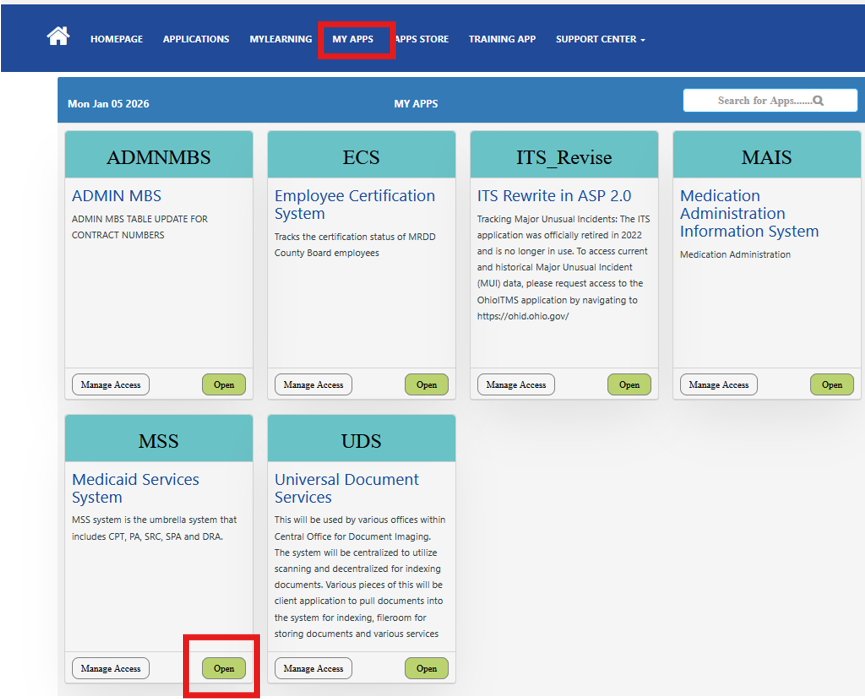 HOMEPAGE APPLICATIONS MYLEARNING MY APPS APPS STORE TRAINING APP SUPPORT CENTER
Mon Jan 05 2026 MY APPS Search for Apps.......
ADMNMBS
ADMIN MBS
ADMIN MBS TABLE UPDATE FOR
CONTRACT NUMBERS
Manage Access Open
ECS
Employee Certification
System
Tracks the certification status of MRDD
County Board employees
Manage Access Open
ITS_Revise
ITS Rewrite in ASP 2.0
Tracking Major Unusual Incidents: The ITS
application was officially retired in 2022
and is no longer in use. To access current
and historical Major Unusual Incident
(MUI) data, please request access to the
OhioITMS application by navigating to
https://ohid.ohio.gov/
Manage Access Open
MAIS
Medication
Administration
Information System
Medication Administration
Manage Access Open
MSS
Medicaid Services
System
MSS system is the umbrella system that
includes CPT, PA, SRC, SPA and DRA.
Manage Access Open
UDS
Universal Document
Services
This will be used by various offices within
Central Office for Document Imaging.
The system will be centralized to utilize
scanning and decentralized for indexing
documents. Various pieces of this will be
client application to pull documents into
the system for indexing, fileroom for
storing documents and various services
Manage Access Open